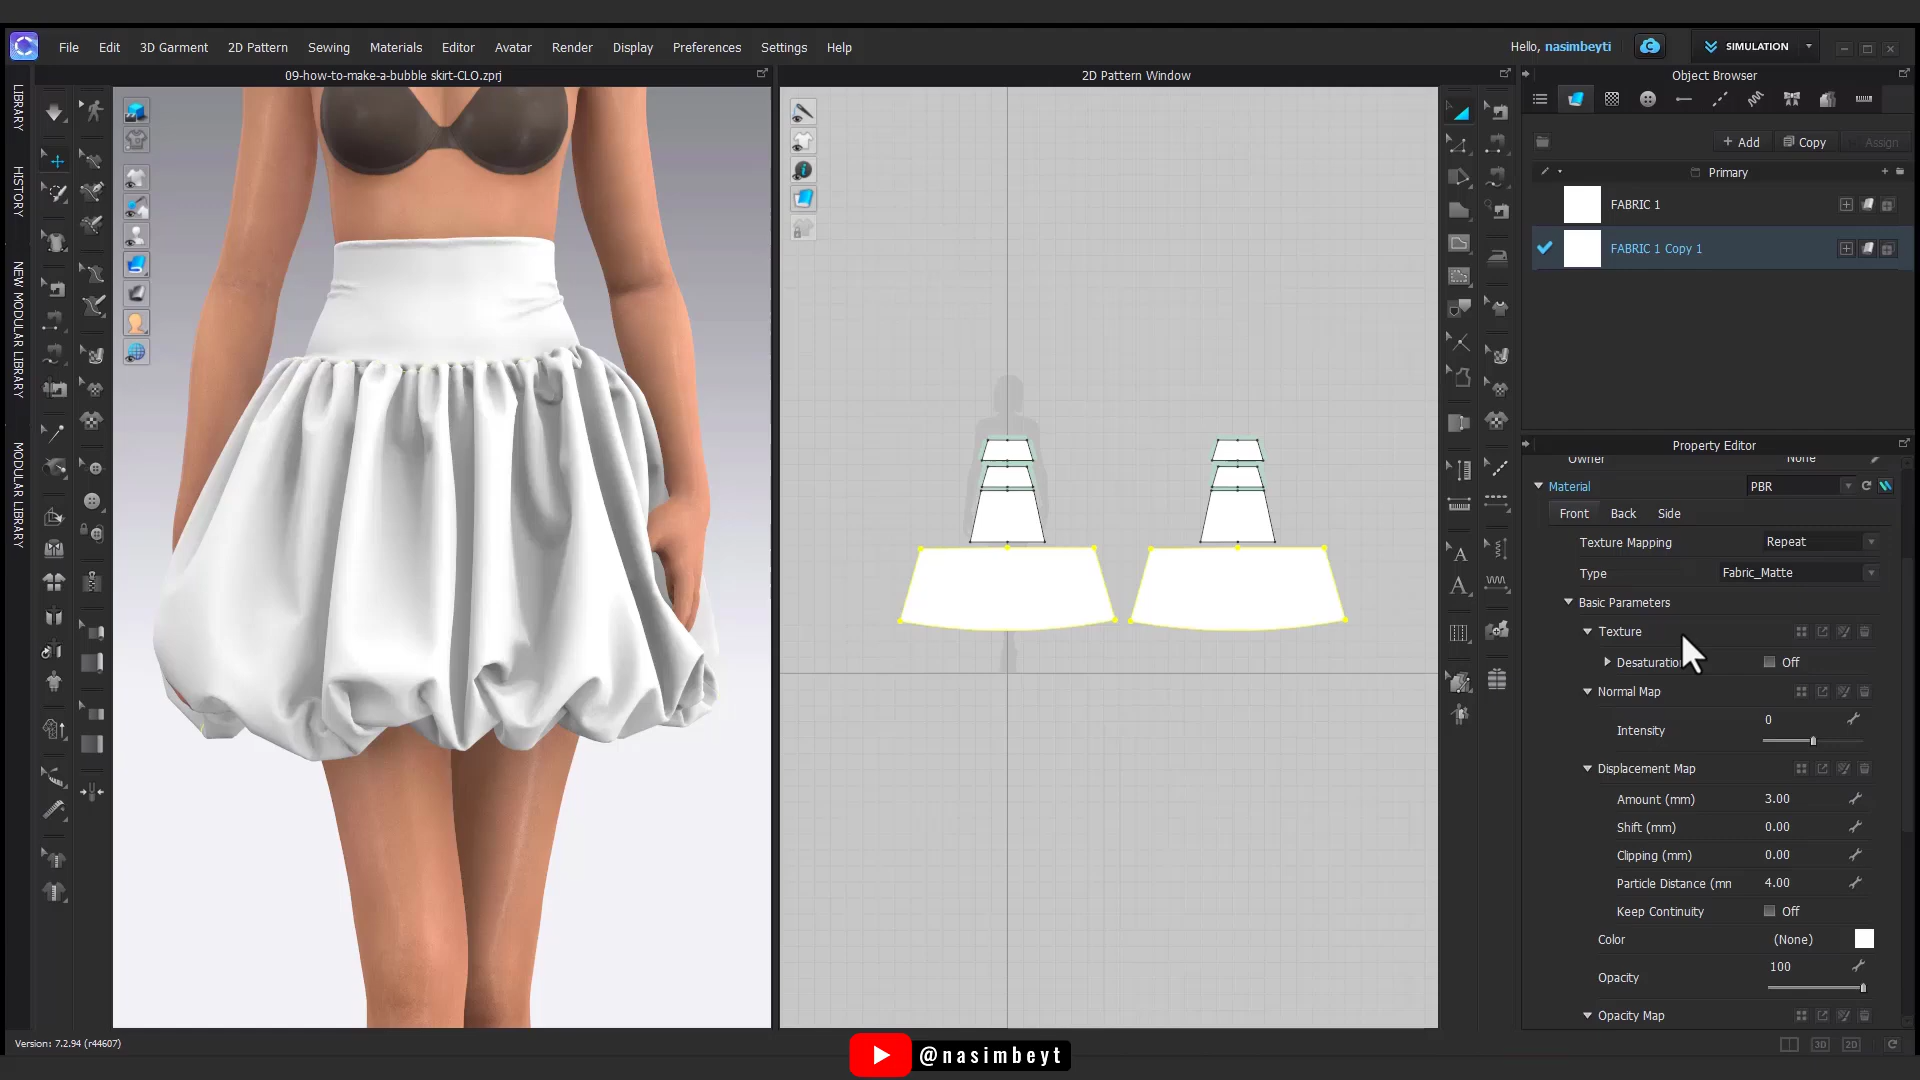 File Edit 3D Garment 2D Pattern Sewing Materials Editor Avatar Render Display Preferences Settings Help
Hello, nasimbeyti
SIMULATION
09-how-to-make-a-bubble skirt-CLO.zprj
2D Pattern Window
Object Browser
LIBRARY
HISTORY
NEW MODULAR LIBRARY
MODULAR LIBRARY
+ Add
Copy
Assign
Primary
FABRIC 1
FABRIC 1 Copy 1
Property Editor
Owner None
Material PBR
Front Back Side
Texture Mapping Repeat
Type Fabric_Matte
Basic Parameters
Texture
Desaturation Off
Normal Map
0
Intensity
Displacement Map
Amount (mm) 3.00
Shift (mm) 0.00
Clipping (mm) 0.00
Particle Distance (mn 4.00
Keep Continuity Off
Color (None)
100
Opacity
Opacity Map
A
A
3D
2D
Version: 7.2.94 (r44607)
@nasimbeyt